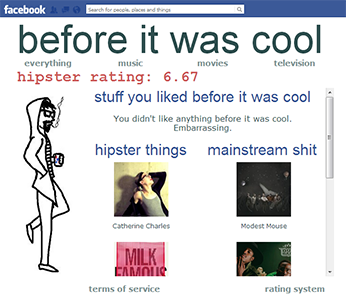 facebook
Search for people, places and things
before it was cool
everything music movies television
hipster rating: 6.67
stuff you liked before it was cool
You didn't like anything before it was cool.
Embarrassing.
hipster things mainstream shit
Catherine Charles Modest Mouse
MILK
FAMOUS
terms of service rating system